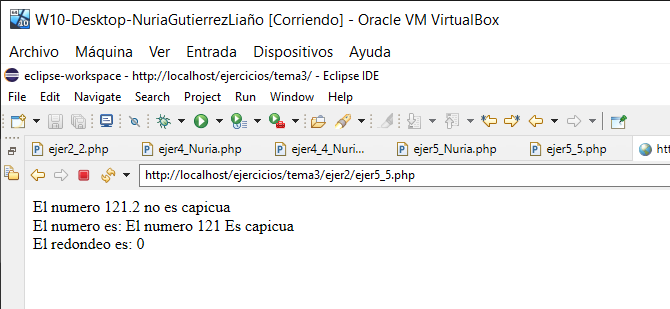 W10-Desktop-NuriaGutierrezLiaño [Corriendo] - Oracle VM VirtualBox
Archivo Máquina Ver Entrada Dispositivos Ayuda
eclipse-workspace - http://localhost/ejercicios/tema3/ - Eclipse IDE
File Edit Navigate Search Project Run Window Help
ejer2_2.php ejer4_Nuria.php ejer4_4_Nuri... ejer5_Nuria.php ejer5_5.php htt
http://localhost/ejercicios/tema3/ejer2/ejer5_5.php
El numero 121.2 no es capicua
El numero es: El numero 121 Es capicua
El redondeo es: 0